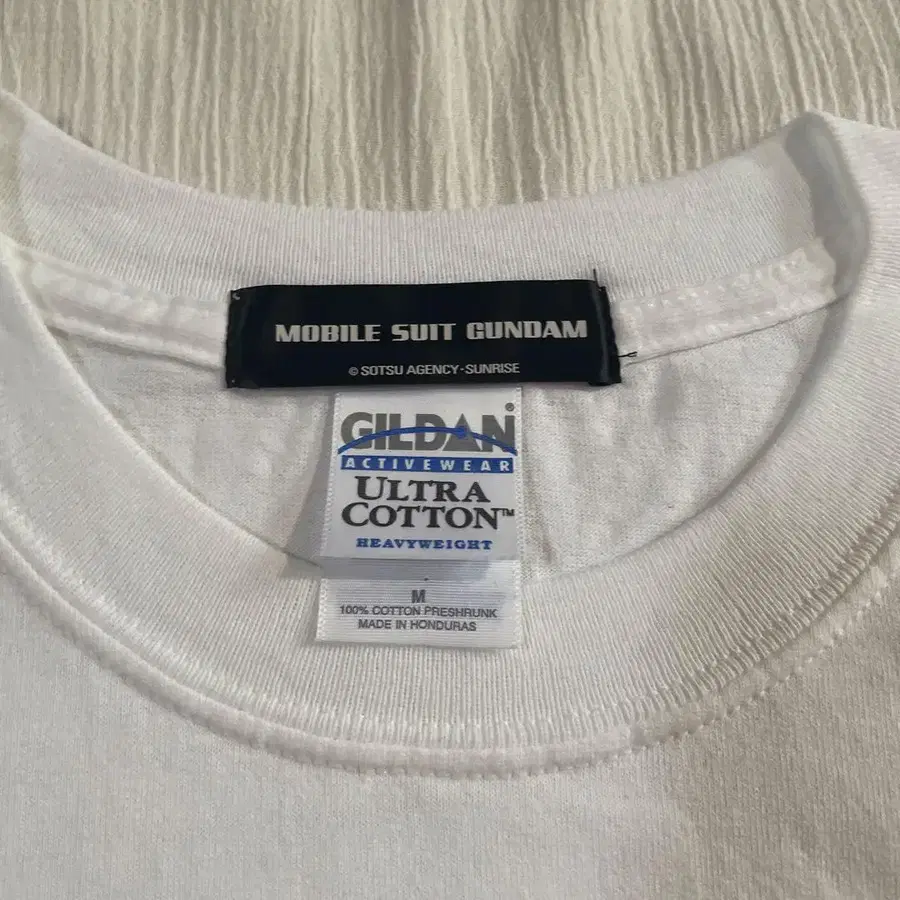 MOBILE SUIT GUNDAM
© SOTSU AGENCY·SUNRISE
GILDAN®
ACTIVEWEAR
ULTRA
COTTON™
HEAVYWEIGHT
M
100% COTTON PRESHRUNK
MADE IN HONDURAS